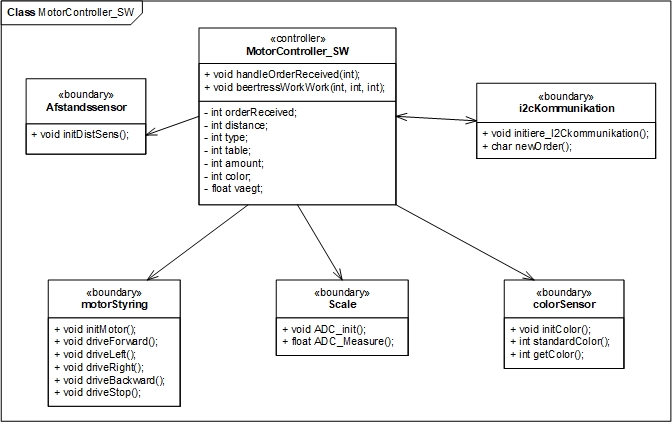 Class MotorController_SW
«controller»
MotorController_SW
+ void handleOrderReceived(int);
+ void beertressWorkWork(int, int, int);
- int orderReceived;
- int distance;
- int type;
- int table;
- int amount;
- int color;
- float vaegt;
«boundary»
Afstandssensor
+ void initDistSens();
«boundary»
i2cKommunikation
+ void initiere_I2Ckommunikation();
+ char newOrder();
«boundary»
motorStyring
+ void initMotor();
+ void driveForward();
+ void driveLeft();
+ void driveRight();
+ void driveBackward();
+ void driveStop();
«boundary»
Scale
+ void ADC_init();
+ float ADC_Measure();
«boundary»
colorSensor
+ void initColor();
+ int standardColor();
+ int getColor();